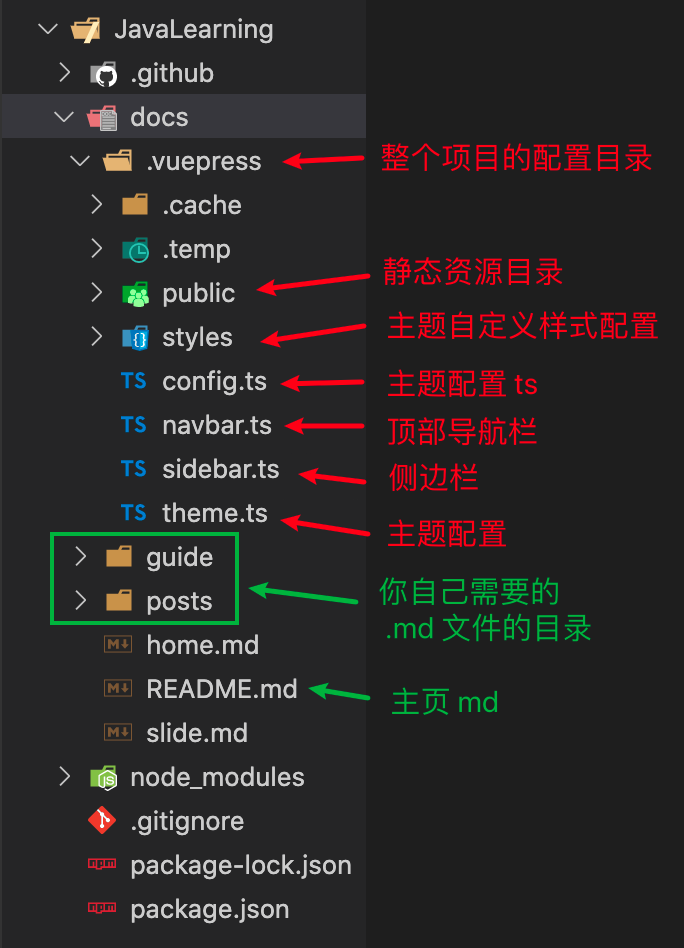 JavaLearning
.github
docs
.vuepress
整个项目的配置目录
.cache
.temp
public
静态资源目录
styles
主题自定义样式配置
TS config.ts
主题配置 ts
TS navbar.ts
顶部导航栏
TS sidebar.ts
侧边栏
TS theme.ts
主题配置
guide
posts
你自己需要的
.md 文件的目录
home.md
README.md
主页 md
slide.md
node_modules
.gitignore
package-lock.json
package.json